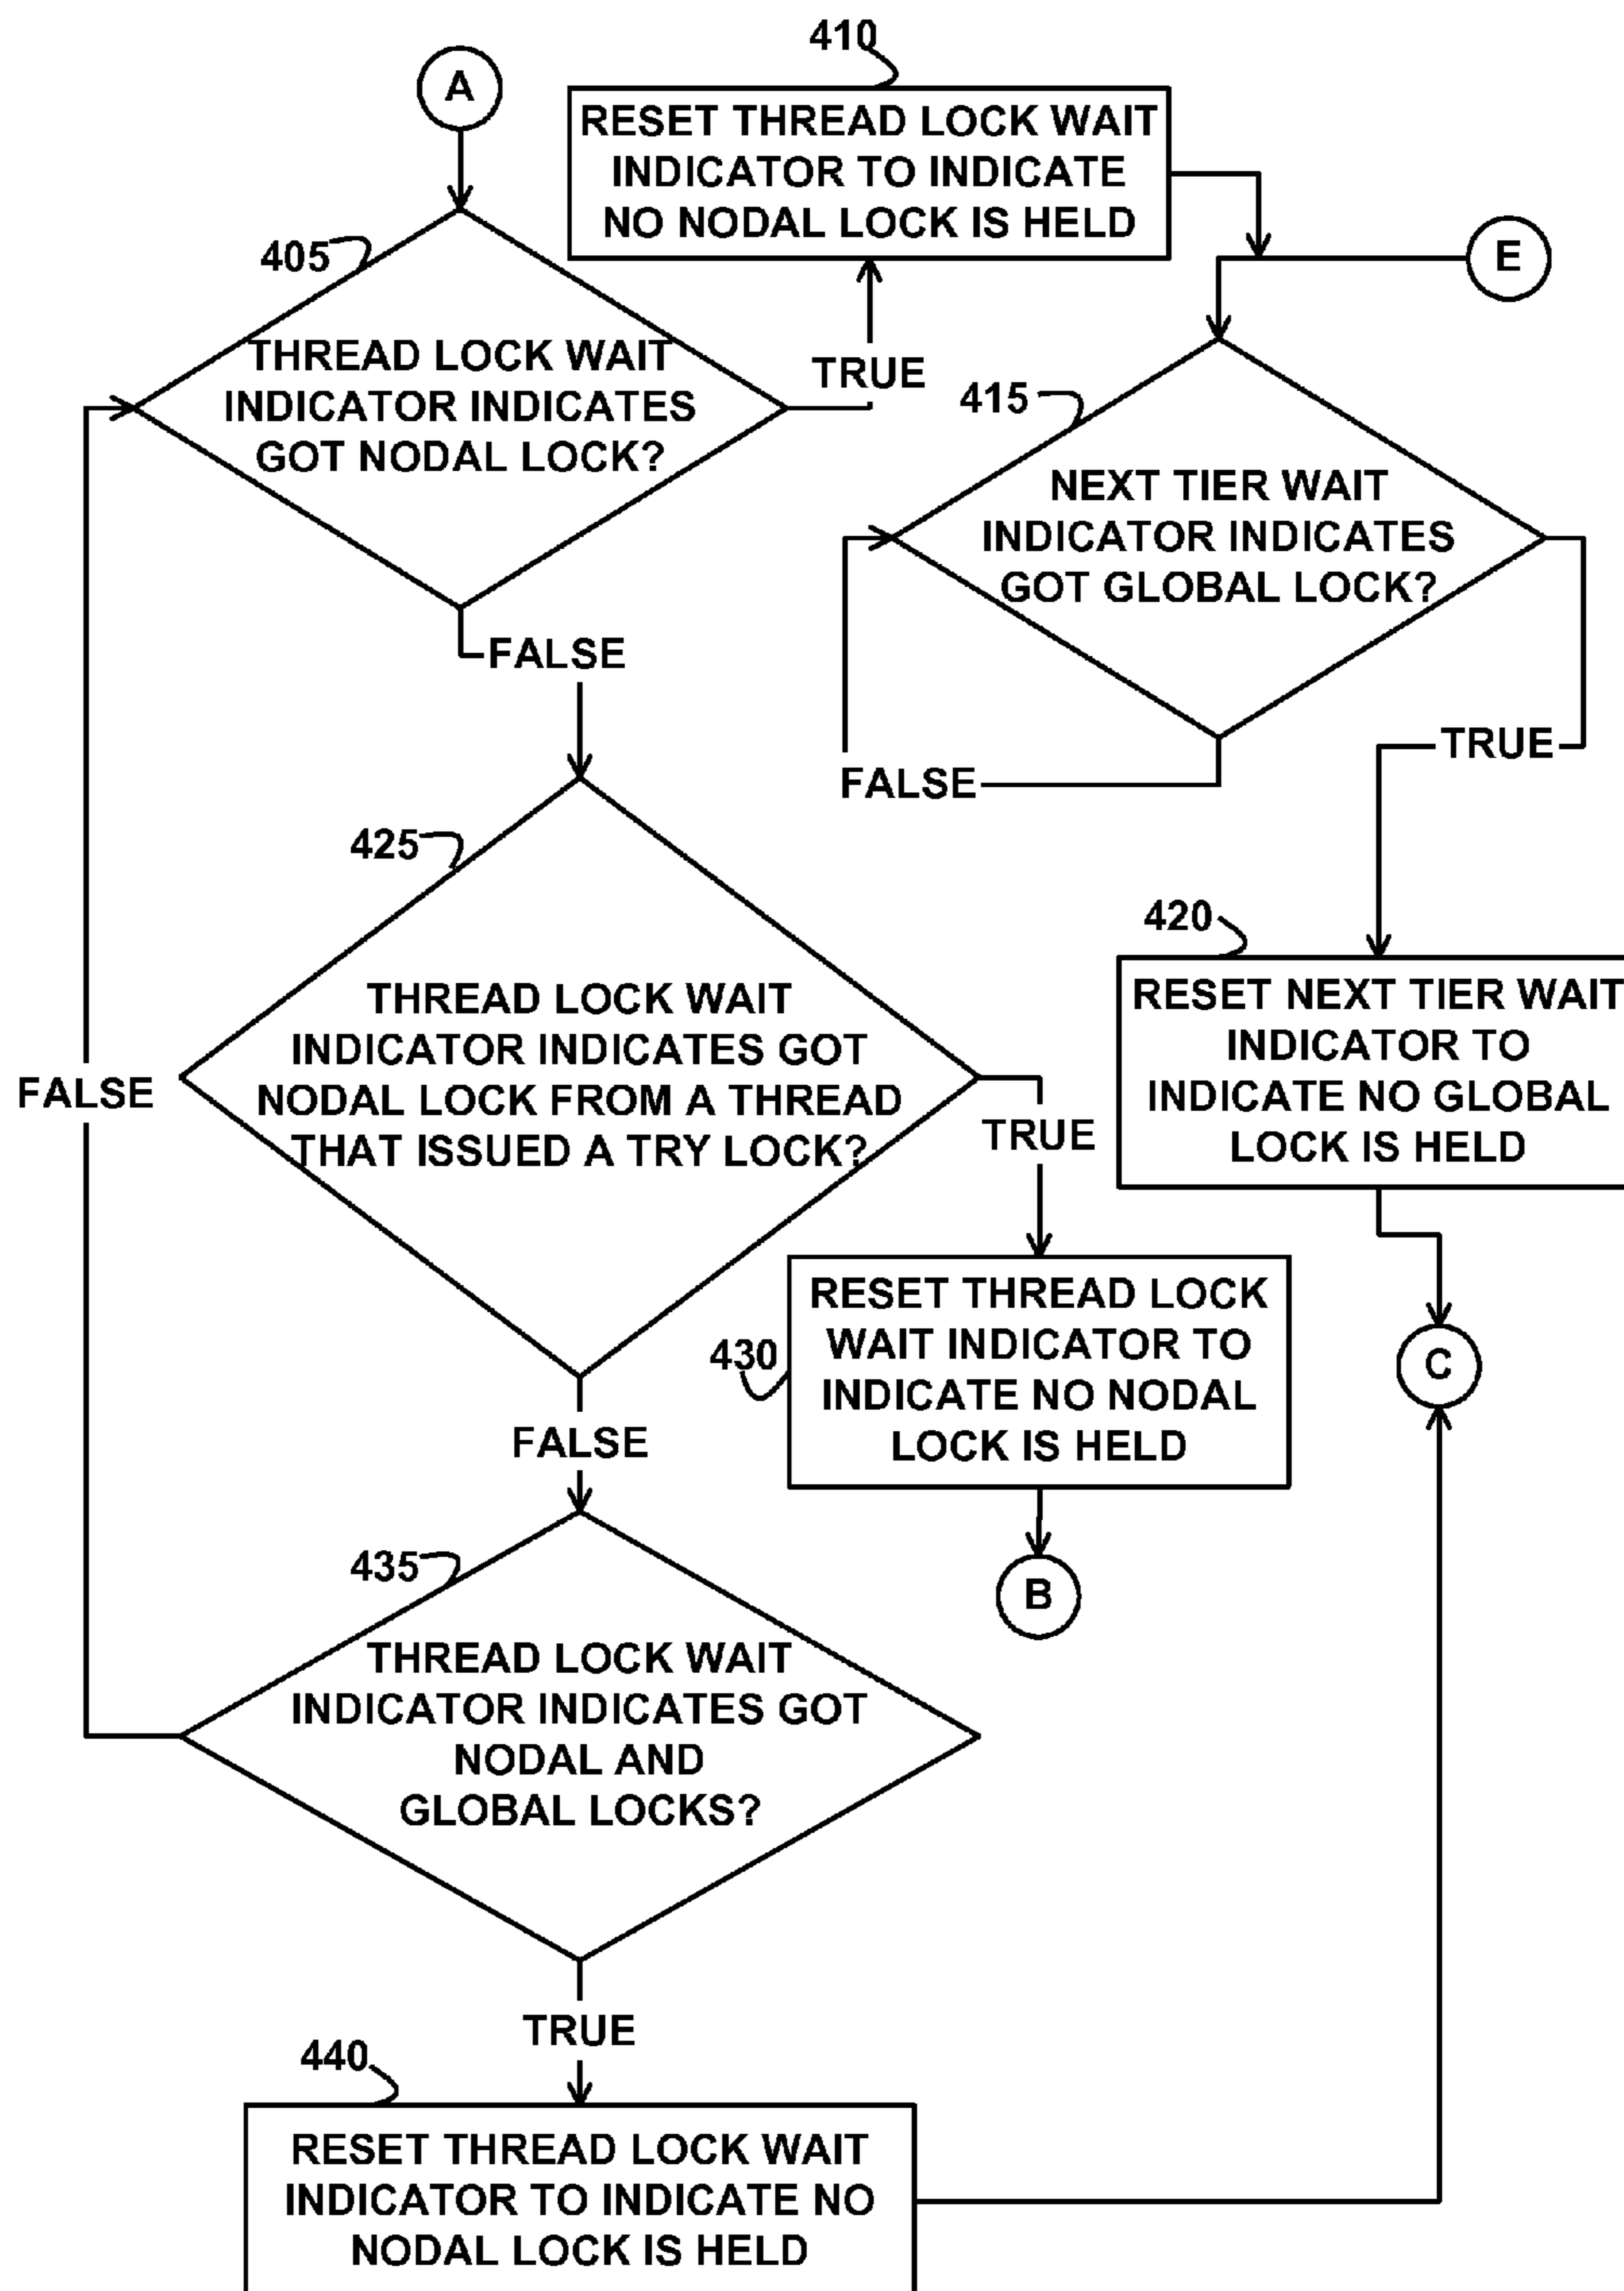 410
A
RESET THREAD LOCK WAIT
INDICATOR TO INDICATE
NO NODAL LOCK IS HELD
405
E
THREAD LOCK WAIT
INDICATOR INDICATES
GOT NODAL LOCK?
TRUE
415
NEXT TIER WAIT
INDICATOR INDICATES
GOT GLOBAL LOCK?
FALSE
TRUE
FALSE
425
420
THREAD LOCK WAIT
INDICATOR INDICATES GOT
NODAL LOCK FROM A THREAD
THAT ISSUED A TRY LOCK?
RESET NEXT TIER WAIT
INDICATOR TO
INDICATE NO GLOBAL
LOCK IS HELD
FALSE
TRUE
RESET THREAD LOCK
WAIT INDICATOR TO
INDICATE NO NODAL
LOCK IS HELD
430
C
FALSE
B
435
THREAD LOCK WAIT
INDICATOR INDICATES GOT
NODAL AND
GLOBAL LOCKS?
TRUE
440
RESET THREAD LOCK WAIT
INDICATOR TO INDICATE NO
NODAL LOCK IS HELD